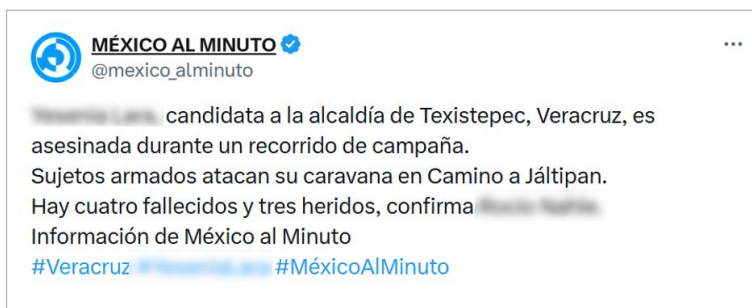 MÉXICO AL MINUTO
@mexico_alminuto
candidata a la alcaldía de Texistepec, Veracruz, es
asesinada durante un recorrido de campaña.
Sujetos armados atacan su caravana en Camino a Jáltipan.
Hay cuatro fallecidos y tres heridos, confirma
Información de México al Minuto
#Veracruz #MéxicoAlMinuto